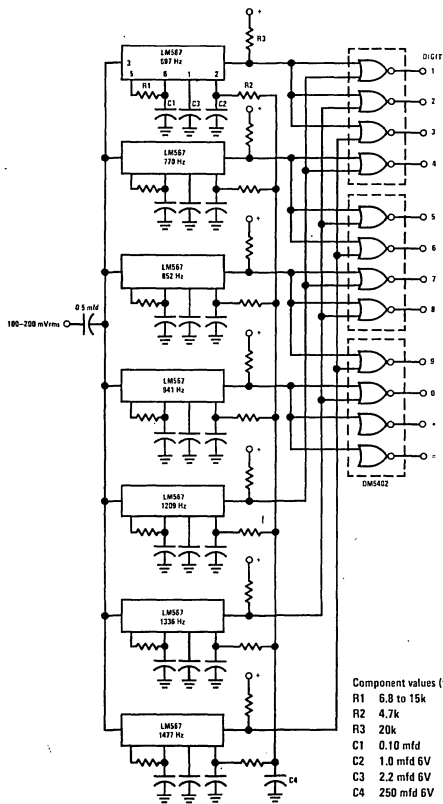 +
R3
LM567
697 Hz
3
5
6
1
2
R1
R2
C1
C3
C2
+
LM567
770 Hz
+
LM567
852 Hz
+
0 5 mfd
100–200 mVrms
LM567
941 Hz
+
LM567
1209 Hz
+
LM567
1336 Hz
+
LM567
1477 Hz
C4
DIGIT
1
2
3
4
5
6
7
8
9
0
*
=
DM5402
Component values (
R1 6.8 to 15k
R2 4.7k
R3 20k
C1 0.10 mfd
C2 1.0 mfd 6V
C3 2.2 mfd 6V
C4 250 mfd 6V